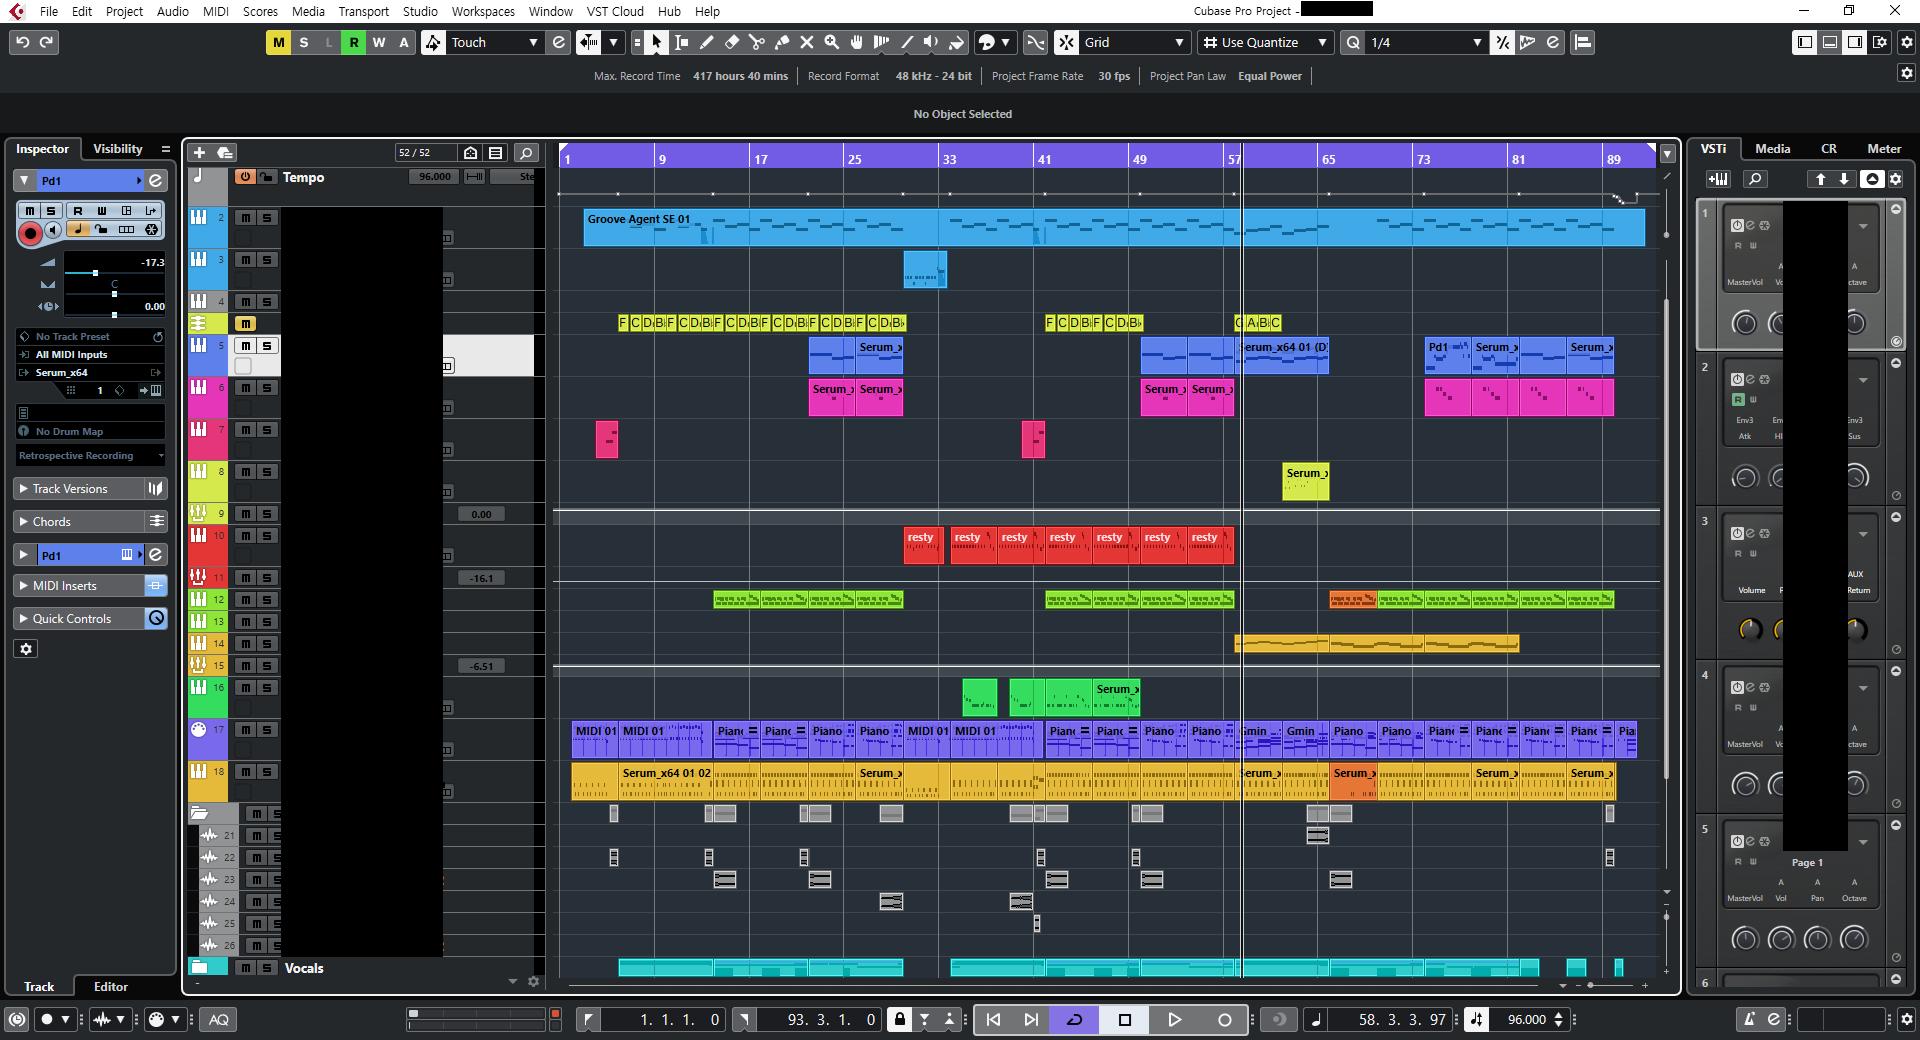 File Edit Project Audio MIDI Scores Media Transport Studio Workspaces Window VST Cloud Hub Help
Cubase Pro Project -
M S L R W A Touch Grid Use Quantize Q 1/4
Max. Record Time 417 hours 40 mins Record Format 48 kHz - 24 bit Project Frame Rate 30 fps Project Pan Law Equal Power
No Object Selected
Inspector Visibility
Pd1
m S R W
-17.3
C
0.00
No Track Preset
All MIDI Inputs
Serum_x64
1
No Drum Map
Retrospective Recording
Track Versions
Chords
Pd1
MIDI Inserts
Quick Controls
Track Editor
52 / 52
1 9 17 25 33 41 49 57 65 73 81 89
Tempo 96.000 Ste
2 m S Groove Agent SE 01
3 m S
4 m S
m
5 m S Serum_x Serum_x64 01 (D) Pd1 Serum_x Serum_x
6 m S Serum_x Serum_x Serum_x Serum_x
7 m S
8 m S Serum_x
9 m S 0.00
10 m S resty resty resty resty resty resty resty
11 m S -16.1
12 m S
13 m S
14 m S
15 m S -6.51
16 m S Serum_x
17 m S MIDI 01 MIDI 01 Piano Piano Piano Piano MIDI 01 MIDI 01 Piano Piano Piano Piano Gmin Gmin Piano Piano Piano Piano Piano Piano Pia
18 m S Serum_x64 01 02 Serum_x Serum_x Serum_x Serum_x Serum_x
m S
21 m S
22 m S
23 m S
24 m S
25 m S
26 m S
m S Vocals
VSTi Media CR Meter
1
R W
A A
MasterVol Vol Octave
2
R W
Env3 Env3
Atk Sus
3
R W
AUX
Volume Return
4
R W
A A
MasterVol Vol Octave
5
R W
Page 1
A A A
MasterVol Vol Pan Octave
6
AQ 1. 1. 1. 0 93. 3. 1. 0 58. 3. 3. 97 96.000